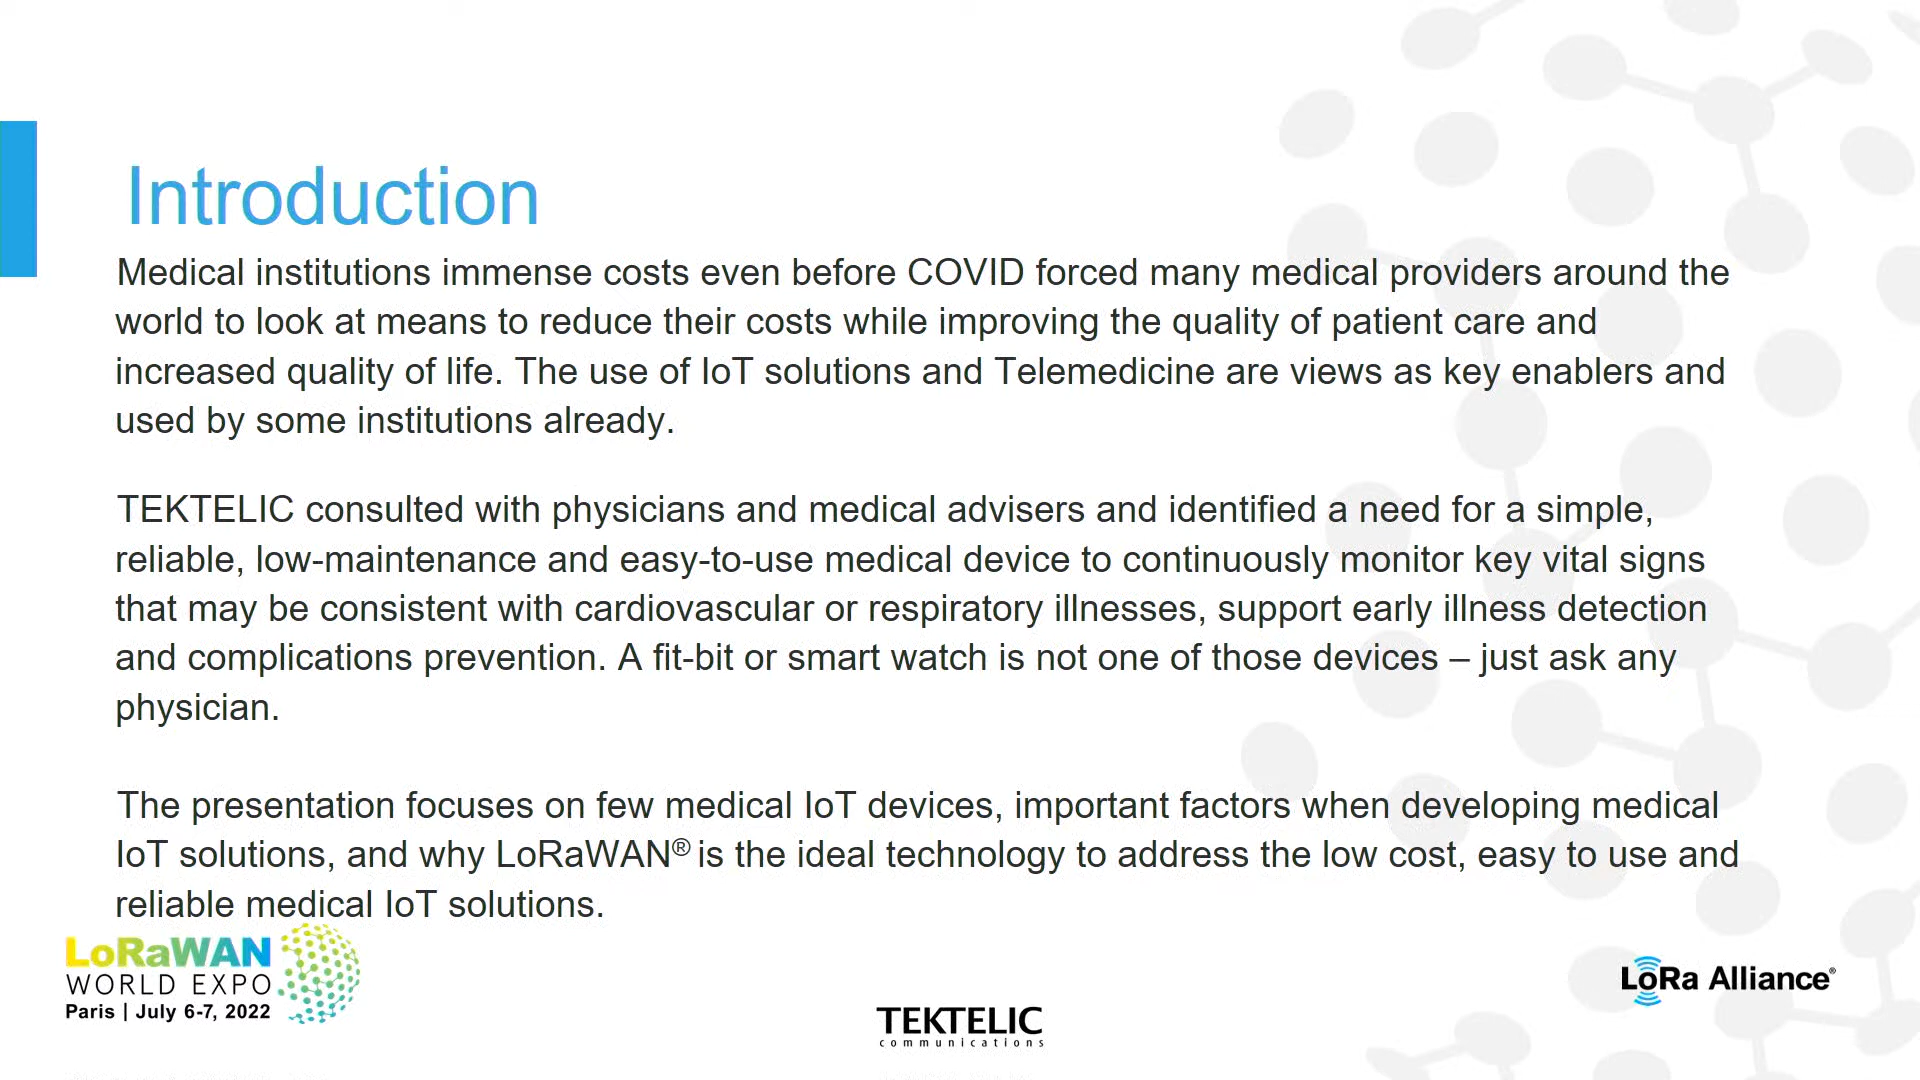 Introduction
Medical institutions immense costs even before COVID forced many medical providers around the
world to look at means to reduce their costs while improving the quality of patient care and
increased quality of life. The use of IoT solutions and Telemedicine are views as key enablers and
used by some institutions already.
TEKTELIC consulted with physicians and medical advisers and identified a need for a simple,
reliable, low-maintenance and easy-to-use medical device to continuously monitor key vital signs
that may be consistent with cardiovascular or respiratory illnesses, support early illness detection
and complications prevention. A fit-bit or smart watch is not one of those devices – just ask any
physician.
The presentation focuses on few medical IoT devices, important factors when developing medical
IoT solutions, and why LoRaWAN® is the ideal technology to address the low cost, easy to use and
reliable medical IoT solutions.
LoRaWAN
WORLD EXPO
Paris | July 6-7, 2022
TEKTELIC
communications
LoRa Alliance®